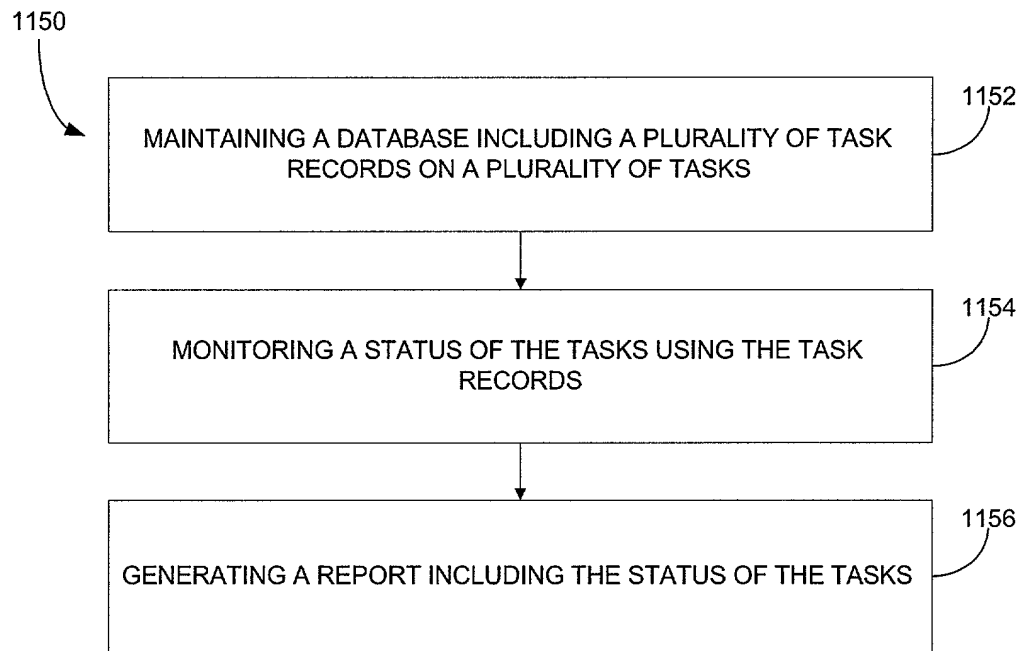 1150
1152
MAINTAINING A DATABASE INCLUDING A PLURALITY OF TASK
RECORDS ON A PLURALITY OF TASKS
1154
MONITORING A STATUS OF THE TASKS USING THE TASK
RECORDS
1156
GENERATING A REPORT INCLUDING THE STATUS OF THE TASKS